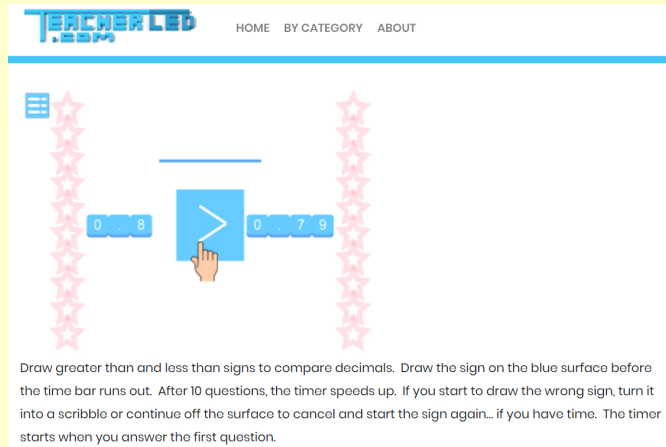 TEACHER LED
.COM
HOME BY CATEGORY ABOUT
0 . 8 > 0 . 7 9
Draw greater than and less than signs to compare decimals. Draw the sign on the blue surface before
the time bar runs out. After 10 questions, the timer speeds up. If you start to draw the wrong sign, turn it
into a scribble or continue off the surface to cancel and start the sign again... if you have time. The timer
starts when you answer the first question.